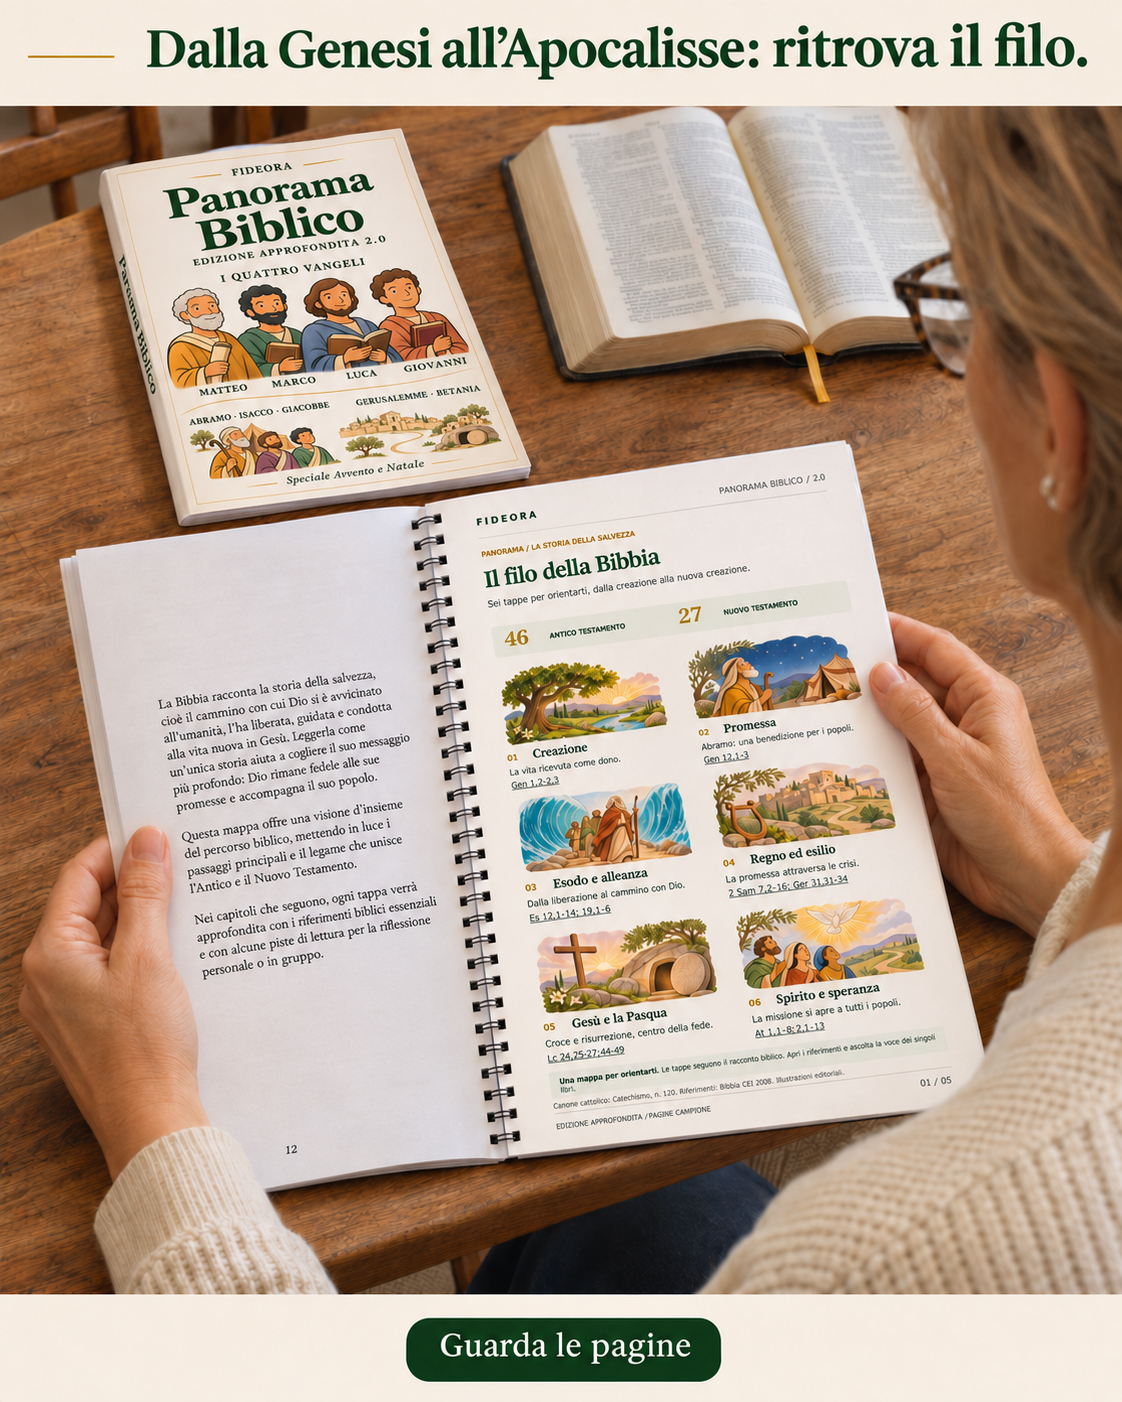 Dalla Genesi all'Apocalisse: ritrova il filo.
FIDEORA
Panorama
Biblico
EDIZIONE APPROFONDITA 2.0
I QUATTRO VANGELI
MATTEO
MARCO
LUCA
GIOVANNI
ABRAMO · ISACCO · GIACOBBE
GERUSALEMME · BETANIA
Speciale Avvento e Natale
Panorama Biblico
La Bibbia racconta la storia della salvezza,
cioè il cammino con cui Dio si è avvicinato
all'umanità, l'ha liberata, guidata e condotta
alla vita nuova in Gesù. Leggerla come
un'unica storia aiuta a cogliere il suo messaggio
più profondo: Dio rimane fedele alle sue
promesse e accompagna il suo popolo.
Questa mappa offre una visione d'insieme
del percorso biblico, mettendo in luce i
passaggi principali e il legame che unisce
l'Antico e il Nuovo Testamento.
Nei capitoli che seguono, ogni tappa verrà
approfondita con i riferimenti biblici essenziali
e con alcune piste di lettura per la riflessione
personale o in gruppo.
12
FIDEORA
PANORAMA BIBLICO / 2.0
PANORAMA / LA STORIA DELLA SALVEZZA
Il filo della Bibbia
Sei tappe per orientarti, dalla creazione alla nuova creazione.
46 ANTICO TESTAMENTO
27 NUOVO TESTAMENTO
01 Creazione
La vita ricevuta come dono.
Gen 1,2-2,3
02 Promessa
Abramo: una benedizione per i popoli.
Gen 12,1-3
03 Esodo e alleanza
Dalla liberazione al cammino con Dio.
Es 12,1-14; 19,1-6
04 Regno ed esilio
La promessa attraversa le crisi.
2 Sam 7,2-16; Ger 31,31-34
05 Gesù e la Pasqua
Croce e risurrezione, centro della fede.
Lc 24,25-27;44-49
06 Spirito e speranza
La missione si apre a tutti i popoli.
At 1,1-8;2,1-13
Una mappa per orientarti. Le tappe seguono il racconto biblico. Apri i riferimenti e ascolta la voce dei singoli
libri.
Canone cattolico: Catechismo, n. 120. Riferimenti: Bibbia CEI 2008. Illustrazioni editoriali.
EDIZIONE APPROFONDITA / PAGINE CAMPIONE
01 / 05
Guarda le pagine